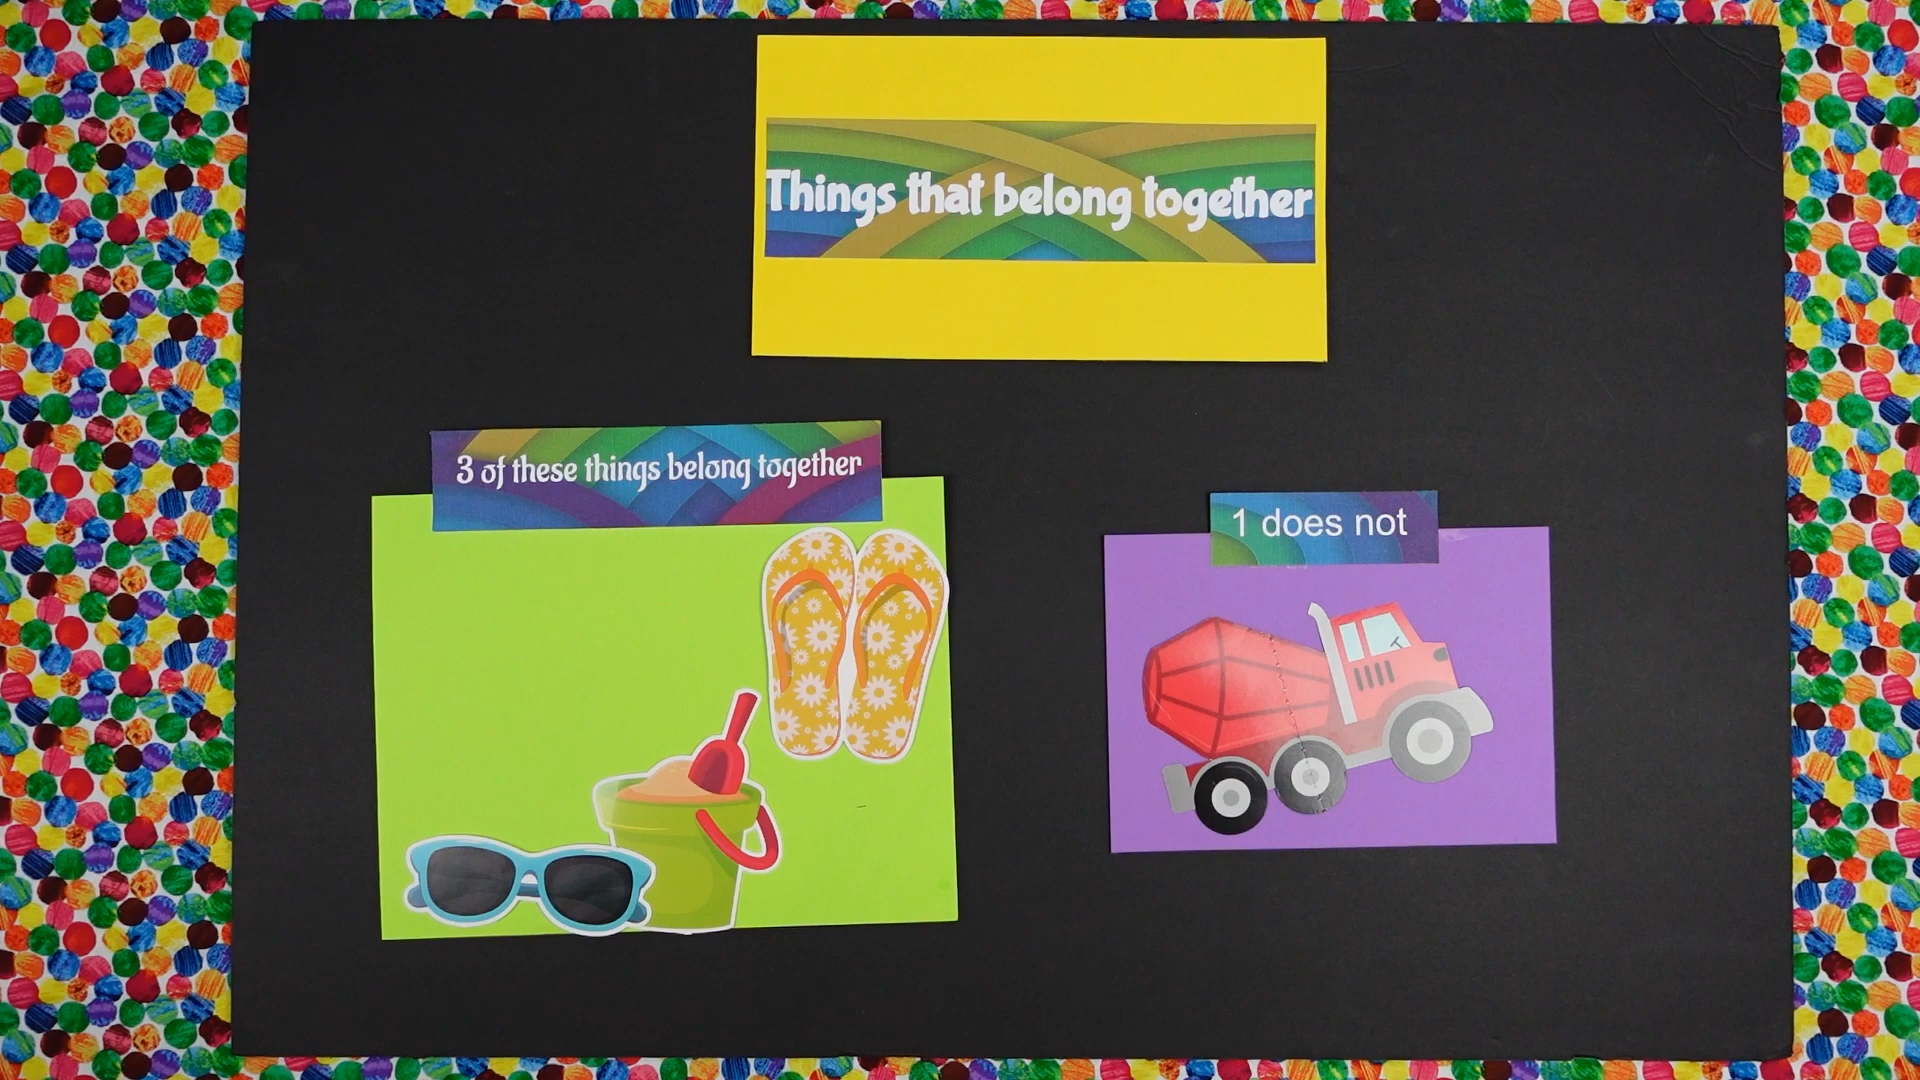 Things that belong together
3 of these things belong together
1 does not